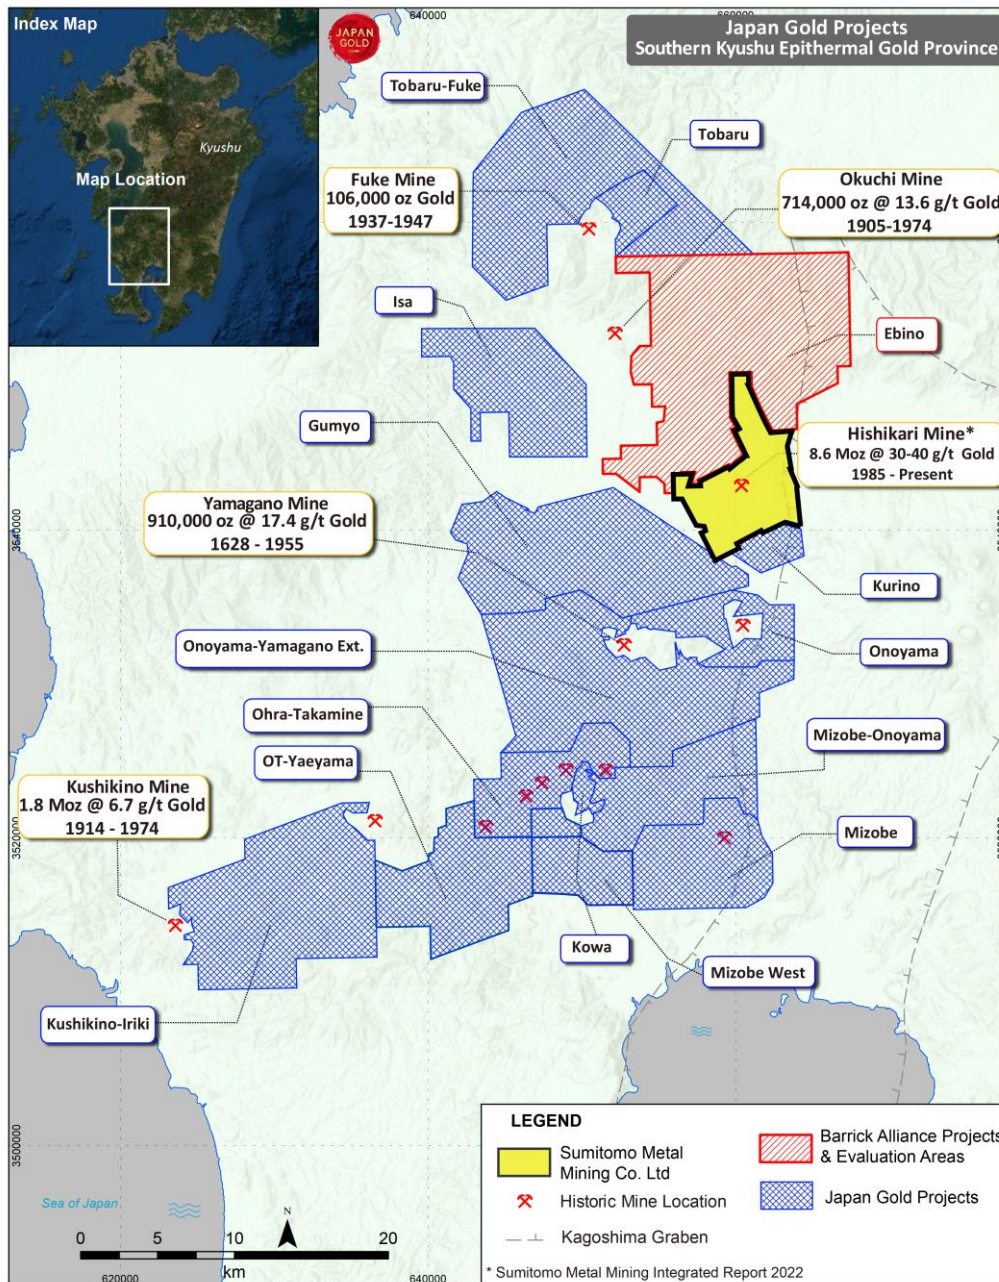 Index Map
Kyushu
Map Location
JAPAN
GOLD
640000
660000
Japan Gold Projects
Southern Kyushu Epithermal Gold Province
Tobaru-Fuke
Tobaru
Fuke Mine
106,000 oz Gold
1937-1947
Okuchi Mine
714,000 oz @ 13.6 g/t Gold
1905-1974
Isa
Ebino
Gumyo
Hishikari Mine*
8.6 Moz @ 30-40 g/t Gold
1985 - Present
Yamagano Mine
910,000 oz @ 17.4 g/t Gold
1628 - 1955
3540000
Kurino
Onoyama-Yamagano Ext.
Onoyama
Ohra-Takamine
Mizobe-Onoyama
OT-Yaeyama
Kushikino Mine
1.8 Moz @ 6.7 g/t Gold
1914 - 1974
3520000
Mizobe
Kowa
Mizobe West
Kushikino-Iriki
3500000
LEGEND
Sumitomo Metal
Mining Co. Ltd
Barrick Alliance Projects
& Evaluation Areas
Historic Mine Location
Japan Gold Projects
Kagoshima Graben
* Sumitomo Metal Mining Integrated Report 2022
Sea of Japan
N
0 5 10 20
km
620000
640000